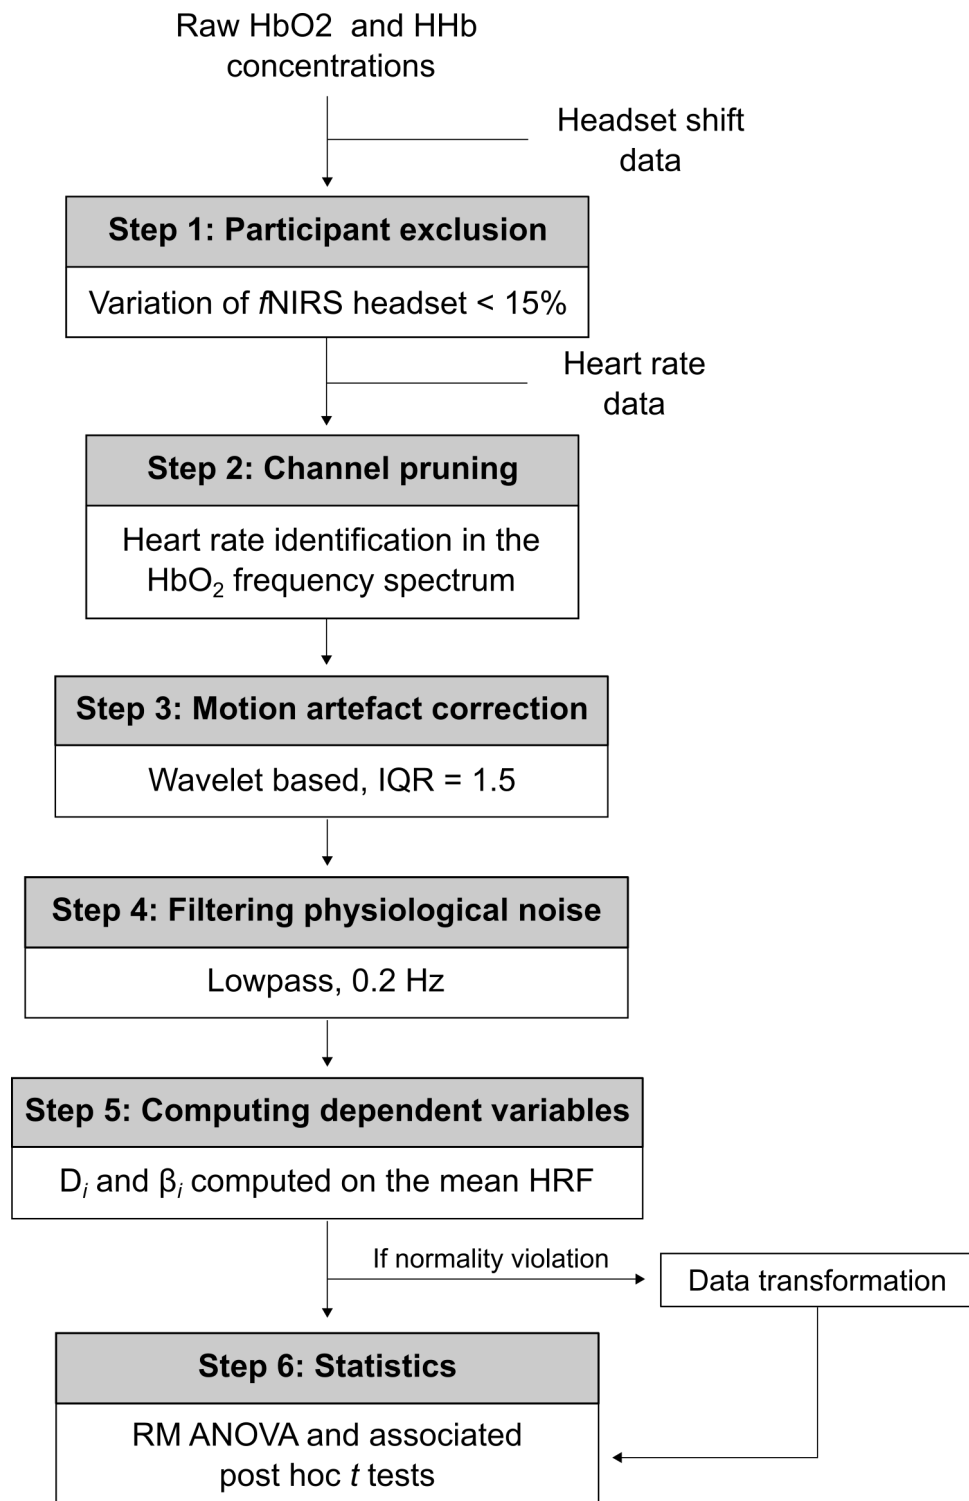 Raw HbO2 and HHb
concentrations
Headset shift
data
Step 1: Participant exclusion
Variation of fNIRS headset < 15%
Heart rate
data
Step 2: Channel pruning
Heart rate identification in the
HbO₂ frequency spectrum
Step 3: Motion artefact correction
Wavelet based, IQR = 1.5
Step 4: Filtering physiological noise
Lowpass, 0.2 Hz
Step 5: Computing dependent variables
Dᵢ and βᵢ computed on the mean HRF
If normality violation
Data transformation
Step 6: Statistics
RM ANOVA and associated
post hoc t tests